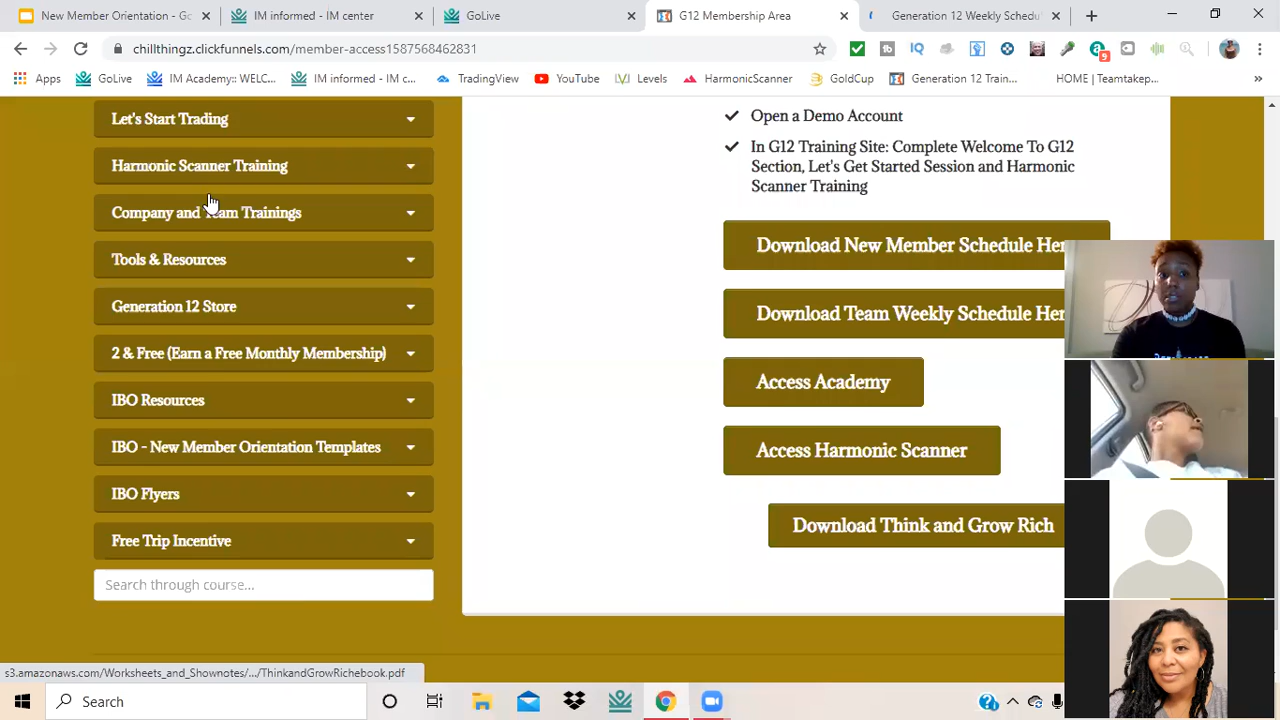 New Member Orientation - Go
IM informed - IM center
GoLive
G12 Membership Area
Generation 12 Weekly Schedu
chillthingz.clickfunnels.com/member-access1587568462831
Apps
GoLive
IM Academy:: WELC...
IM informed - IM c...
TradingView
YouTube
Levels
HarmonicScanner
GoldCup
Generation 12 Train...
HOME | Teamtakep...
»
Let's Start Trading
Harmonic Scanner Training
Company and Team Trainings
Tools & Resources
Generation 12 Store
2 & Free (Earn a Free Monthly Membership)
IBO Resources
IBO - New Member Orientation Templates
IBO Flyers
Free Trip Incentive
Search through course...
Open a Demo Account
In G12 Training Site: Complete Welcome To G12
Section, Let's Get Started Session and Harmonic
Scanner Training
Download New Member Schedule Her
Download Team Weekly Schedule Her
Access Academy
Access Harmonic Scanner
Download Think and Grow Rich
s3.amazonaws.com/Worksheets_and_Shownotes/.../ThinkandGrowRichebook.pdf
Search